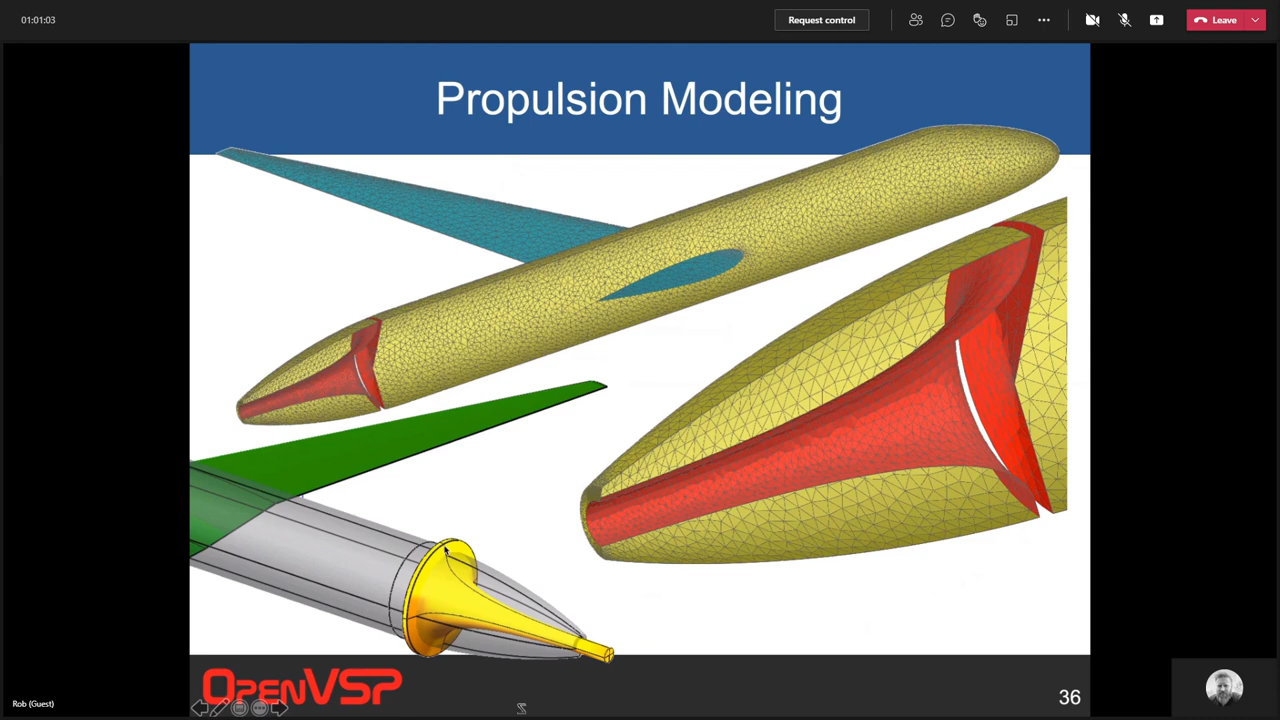 01:01:03
Request control
Leave
Propulsion Modeling
OpenVSP
36
Rob (Guest)